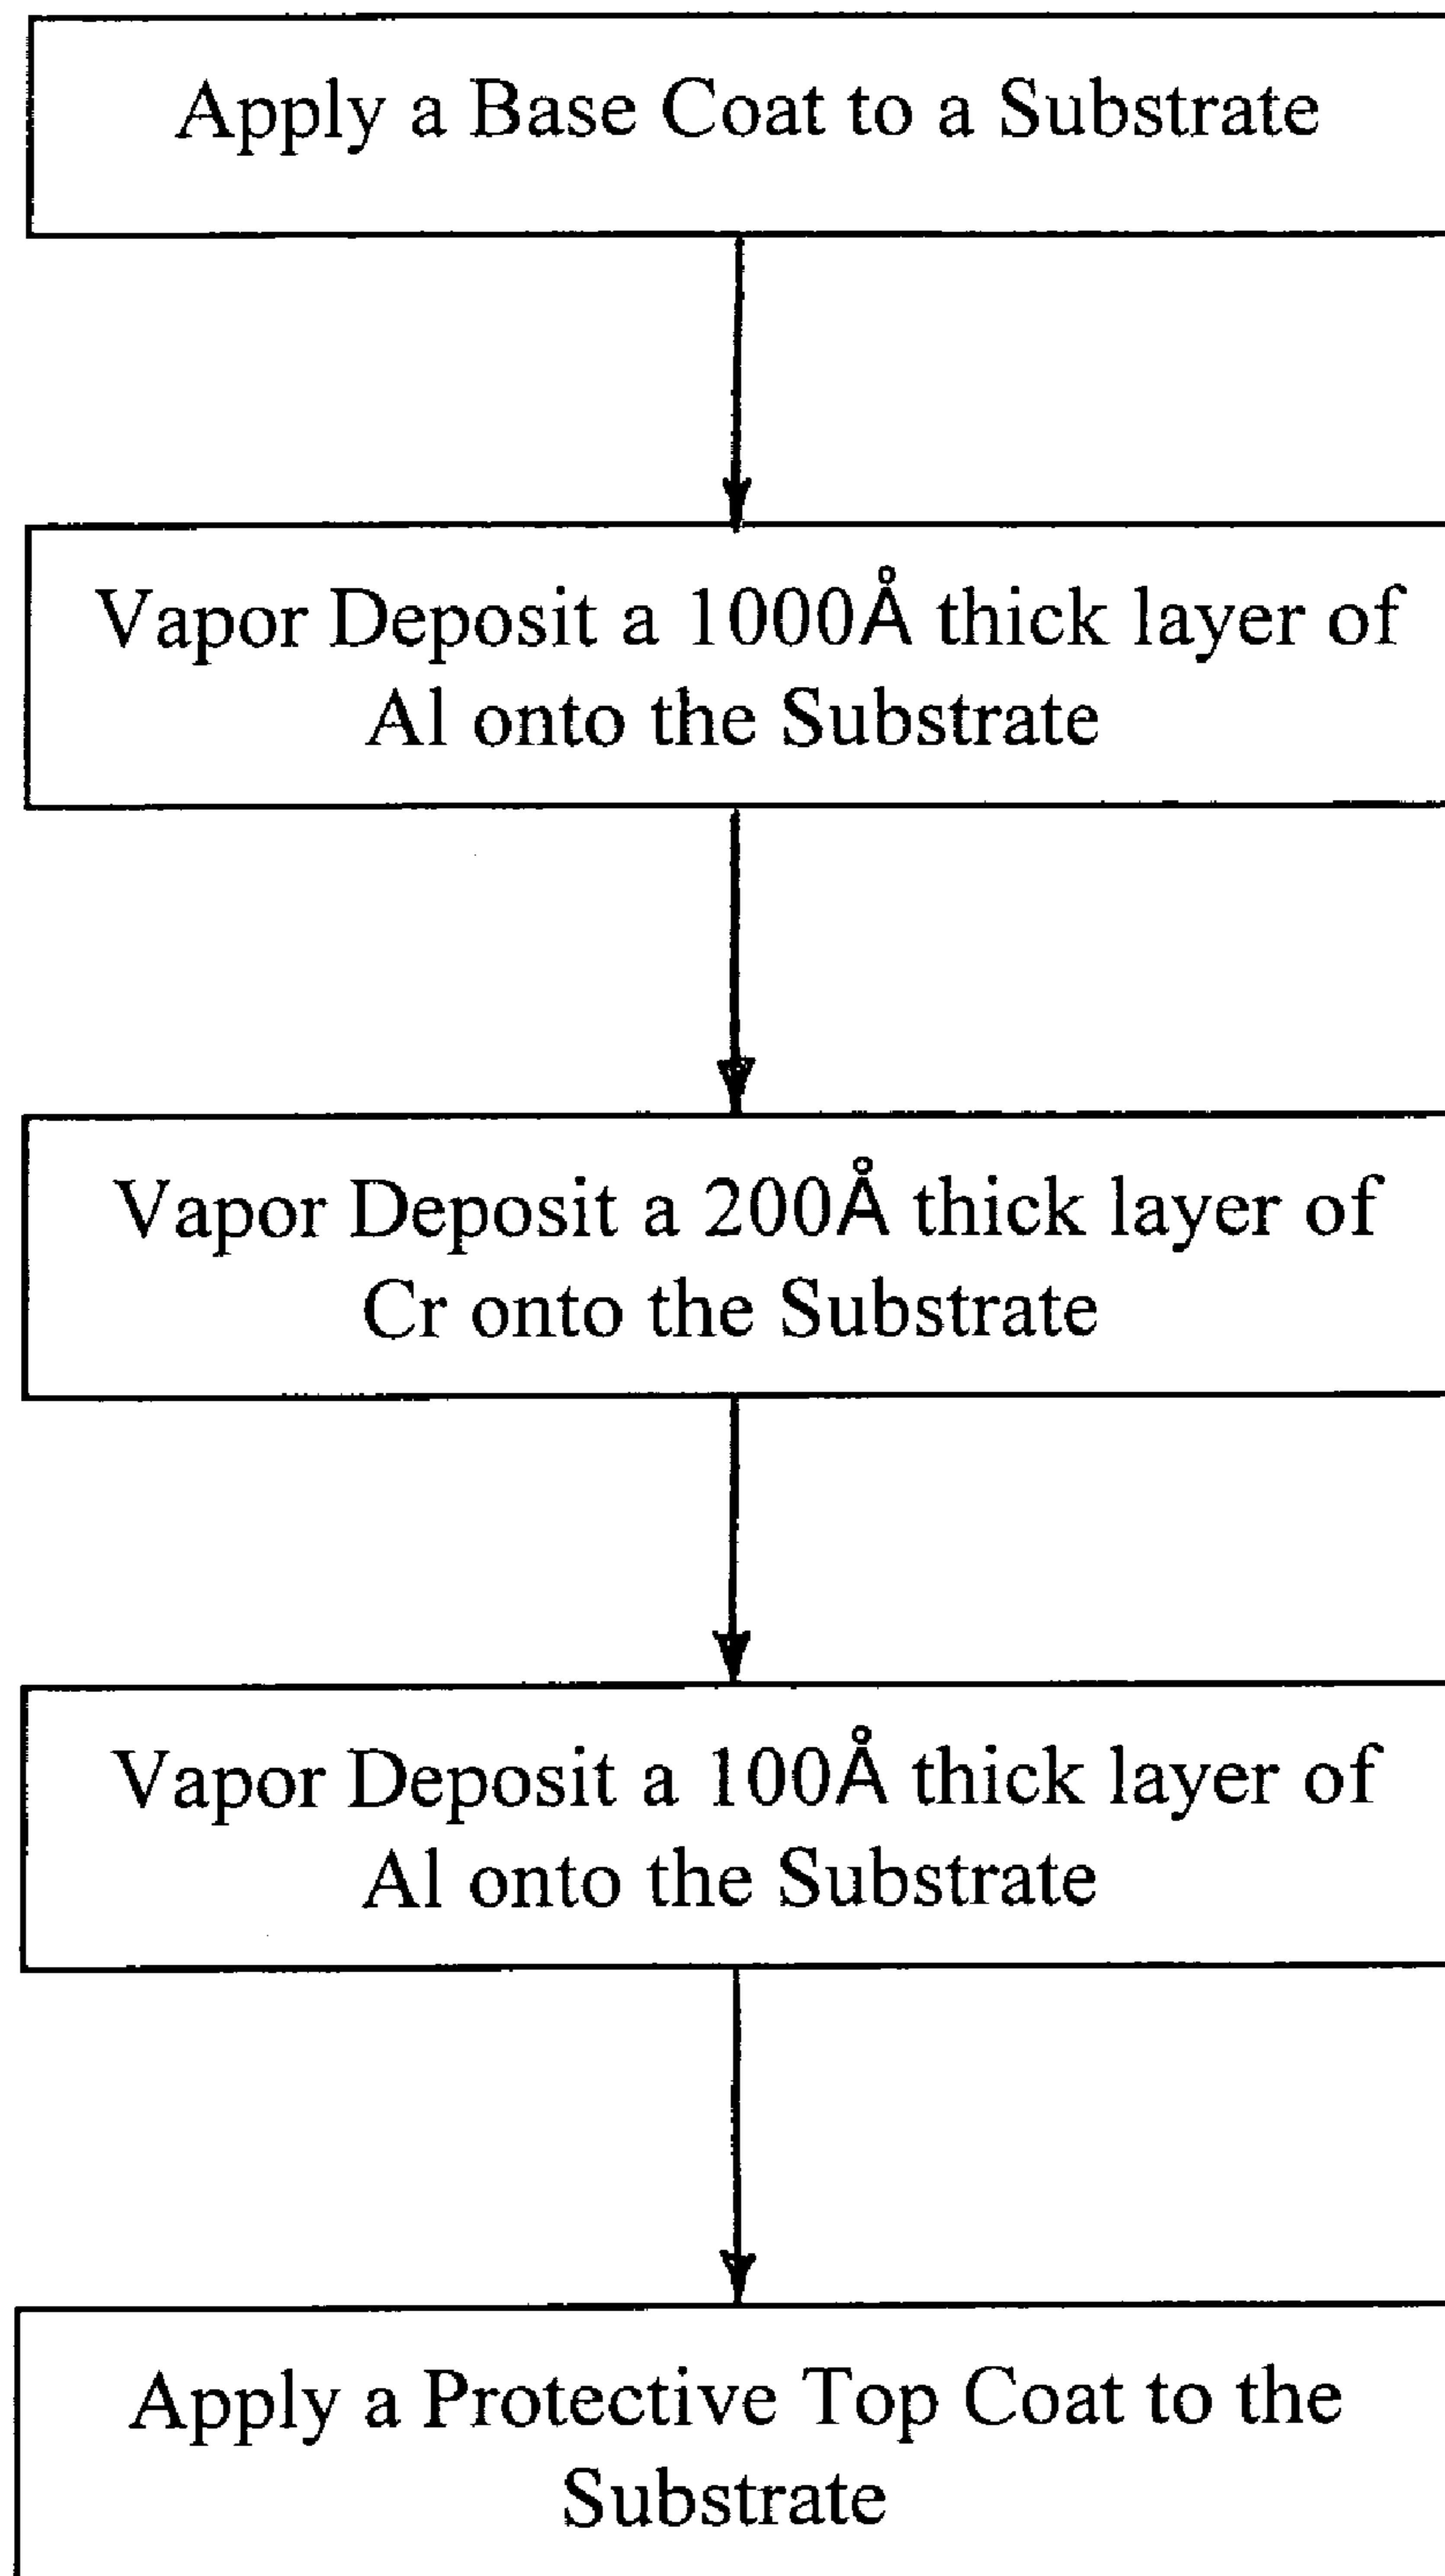 Apply a Base Coat to a Substrate
Vapor Deposit a 1000Å thick layer of
Al onto the Substrate
Vapor Deposit a 200Å thick layer of
Cr onto the Substrate
Vapor Deposit a 100Å thick layer of
Al onto the Substrate
Apply a Protective Top Coat to the
Substrate